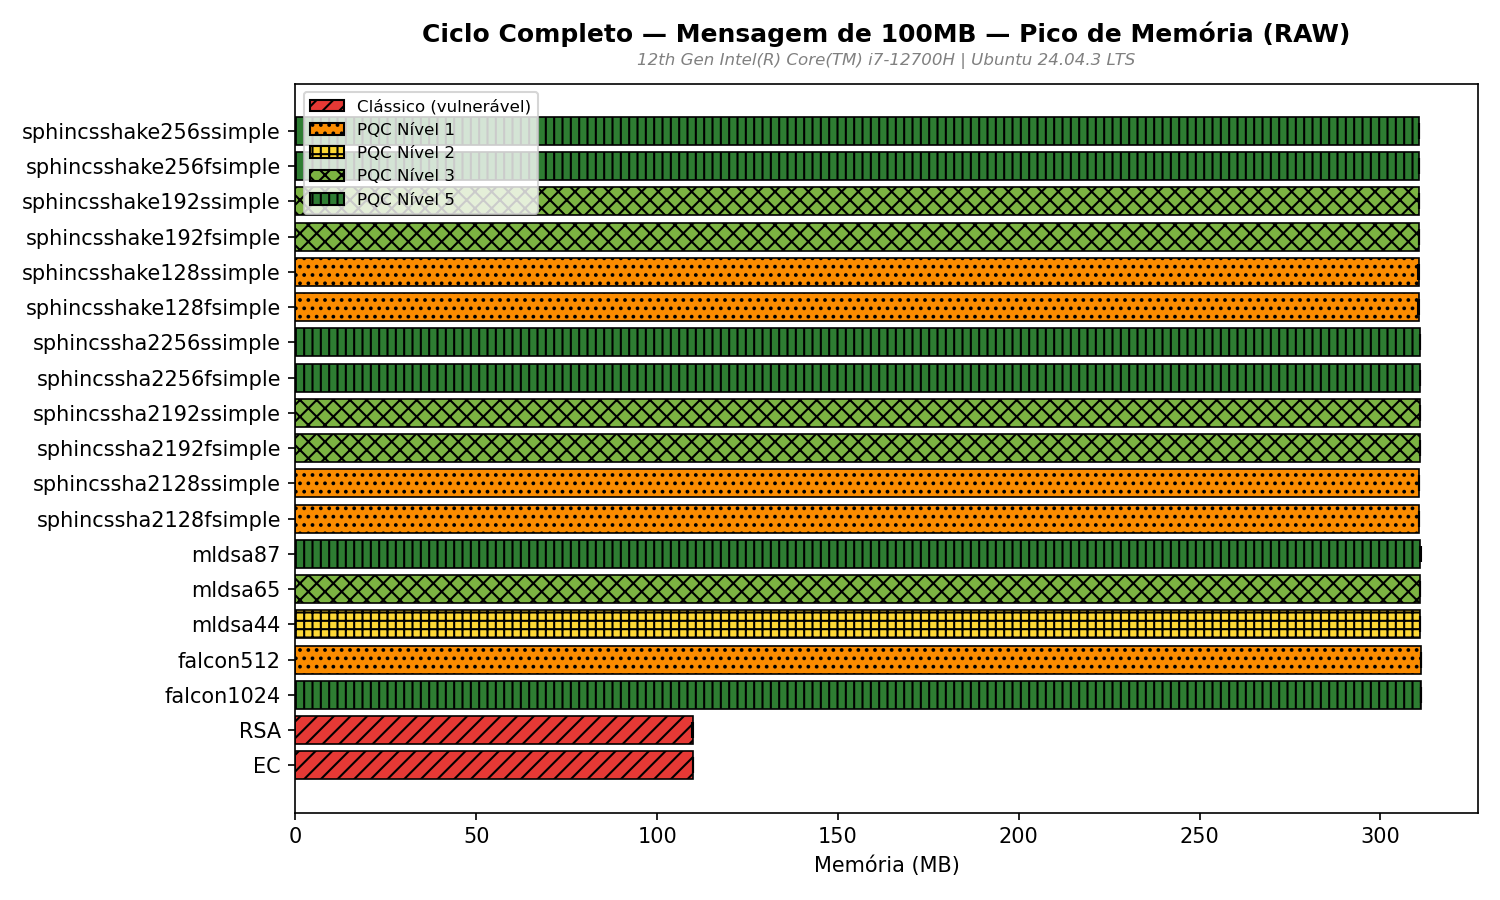 Ciclo Completo — Mensagem de 100MB — Pico de Memória (RAW)
12th Gen Intel(R) Core(TM) i7-12700H | Ubuntu 24.04.3 LTS
Clássico (vulnerável)
PQC Nível 1
PQC Nível 2
PQC Nível 3
PQC Nível 5
sphincsshake256ssimple
sphincsshake256fsimple
sphincsshake192ssimple
sphincsshake192fsimple
sphincsshake128ssimple
sphincsshake128fsimple
sphincssha2256ssimple
sphincssha2256fsimple
sphincssha2192ssimple
sphincssha2192fsimple
sphincssha2128ssimple
sphincssha2128fsimple
mldsa87
mldsa65
mldsa44
falcon512
falcon1024
RSA
EC
0 50 100 150 200 250 300
Memória (MB)